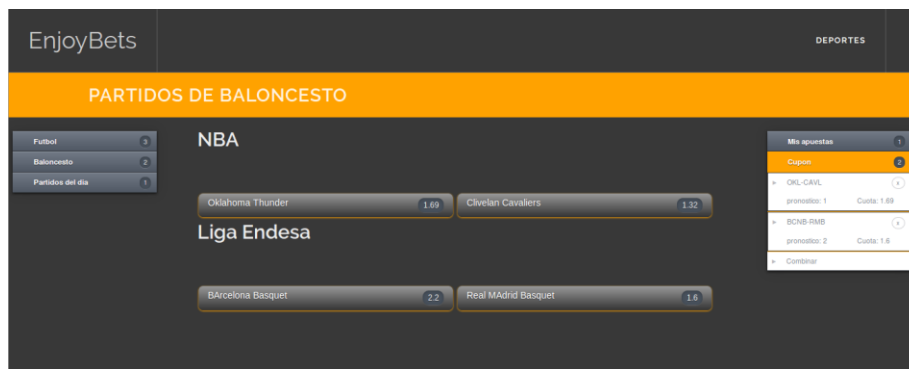 EnjoyBets
DEPORTES
PARTIDOS DE BALONCESTO
Futbol 3
Baloncesto 2
Partidos del día 1
NBA
Oklahoma Thunder 1.69 Clivelan Cavaliers 1.32
Liga Endesa
BArcelona Basquet 2.2 Real MAdrid Basquet 1.6
Mis apuestas 1
Cupon 2
OKL-CAVL x
pronostico: 1 Cuota: 1.69
BCNB-RMB x
pronostico: 2 Cuota: 1.6
Combinar